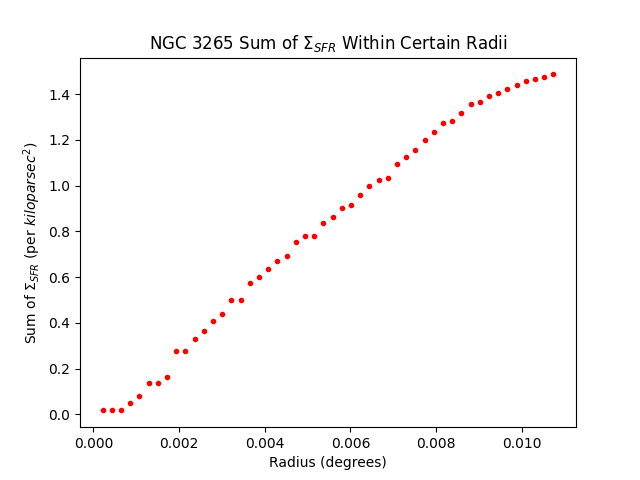 NGC 3265 Sum of Σ_SFR Within Certain Radii
Sum of Σ_SFR (per kiloparsec²)
1.4
1.2
1.0
0.8
0.6
0.4
0.2
0.0
0.000 0.002 0.004 0.006 0.008 0.010
Radius (degrees)